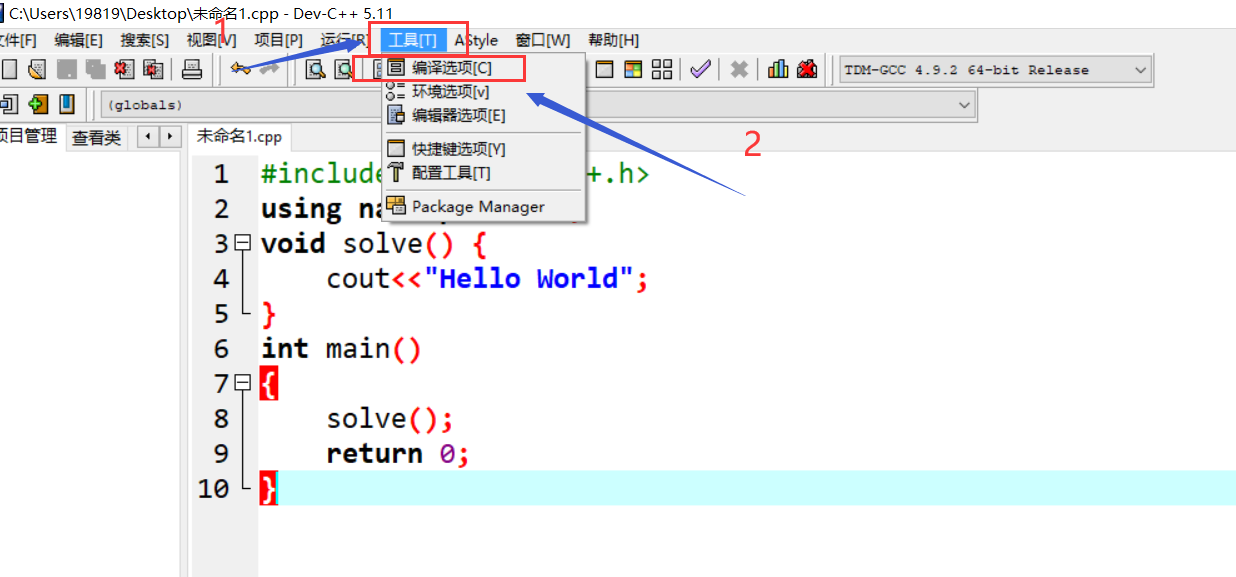 C:\Users\19819\Desktop\未命名1.cpp - Dev-C++ 5.11
1
文件[F] 编辑[E] 搜索[S] 视图[V] 项目[P] 运行[R] 工具[T] AStyle 窗口[W] 帮助[H]
编译选项[C]
环境选项[v]
编辑器选项[E]
快捷键选项[Y]
配置工具[T]
Package Manager
TDM-GCC 4.9.2 64-bit Release
(globals)
2
项目管理 查看类
未命名1.cpp
1 #include +.h>
2 using na
3 void solve() {
4 cout<<"Hello World";
5 }
6 int main()
7 {
8 solve();
9 return 0;
10 }